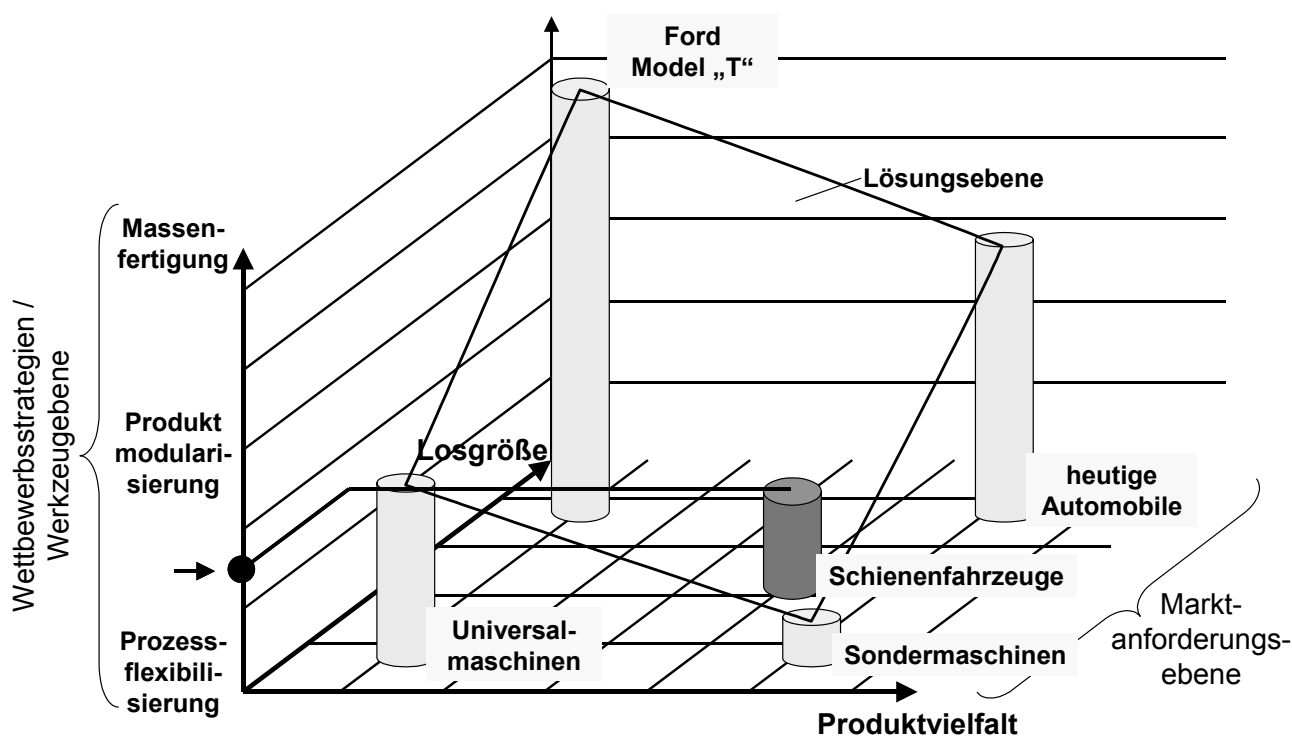 Ford
Model „T“
Lösungsebene
Massen-
fertigung
Wettbewerbsstrategien /
Werkzeugebene
Produkt
modulari-
sierung
Losgröße
heutige
Automobile
Schienenfahrzeuge
Prozess-
flexibili-
sierung
Universal-
maschinen
Sondermaschinen
Markt-
anforderungs-
ebene
Produktvielfalt